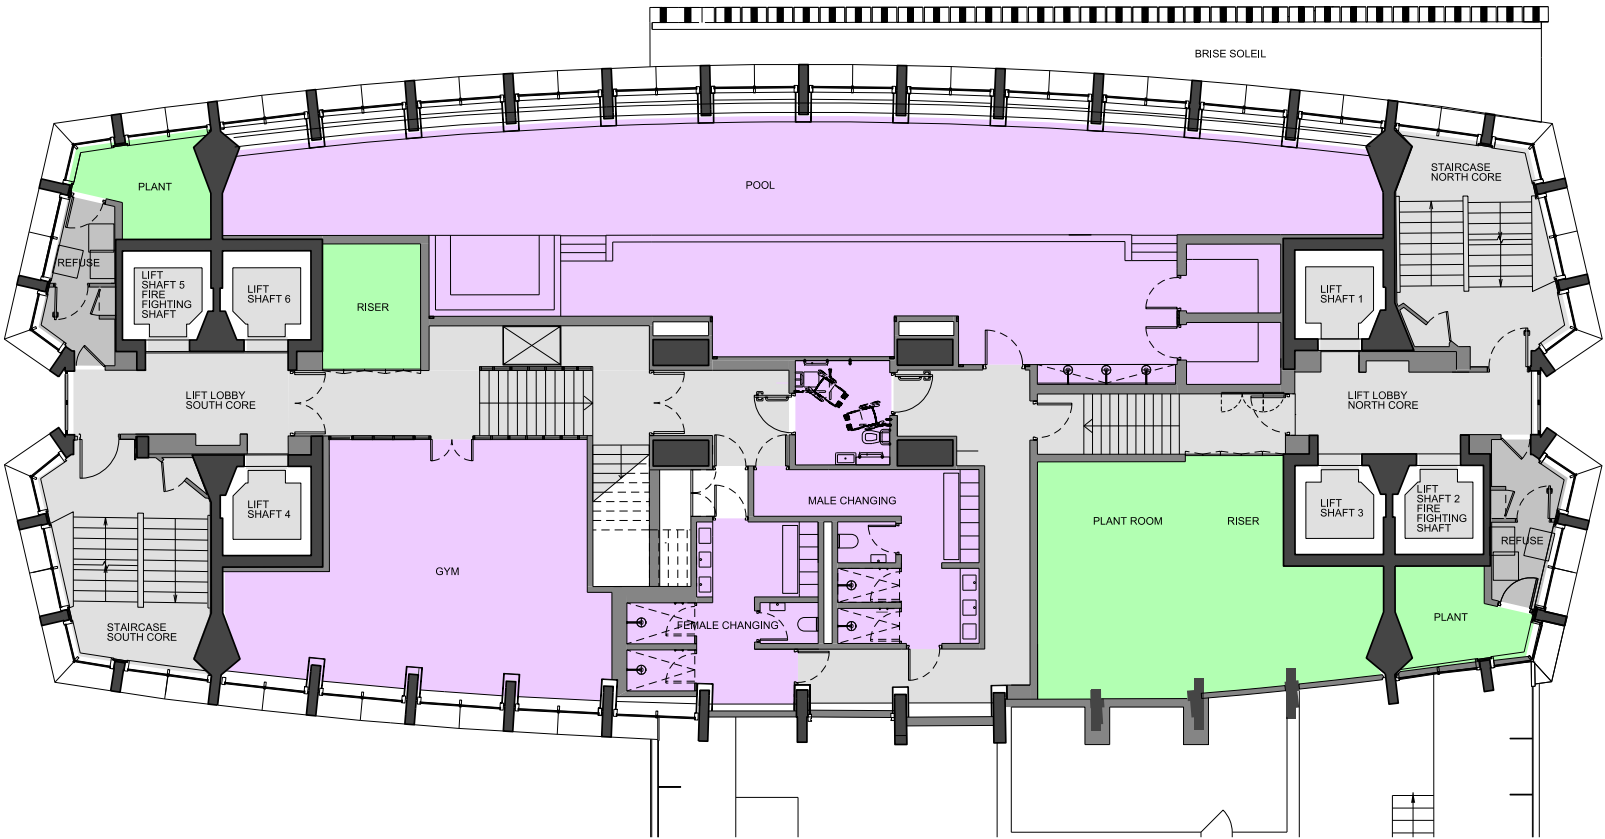 BRISE SOLEIL
STAIRCASE
NORTH CORE
PLANT
POOL
REFUSE
LIFT
SHAFT 5
FIRE
FIGHTING
SHAFT
LIFT
SHAFT 6
RISER
LIFT
SHAFT 1
LIFT LOBBY
SOUTH CORE
LIFT LOBBY
NORTH CORE
LIFT
SHAFT 4
MALE CHANGING
PLANT ROOM
RISER
LIFT
SHAFT 3
LIFT
SHAFT 2
FIRE
FIGHTING
SHAFT
REFUSE
GYM
STAIRCASE
SOUTH CORE
FEMALE CHANGING
PLANT